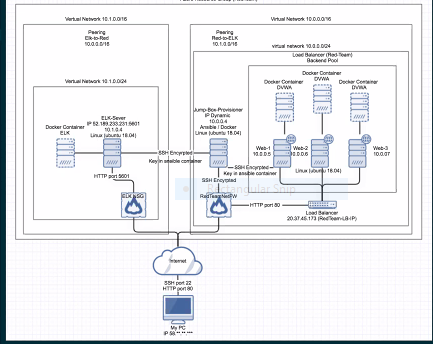 Vertual Network 10.1.0.0/16
Vertual Network 10.0.0.0/16
Peering
Elk-to-Red
10.0.0.0/16
Peering
Red-to-ELK
10.1.0.0/16
virtual network 10.0.0.0/24
Load Balancer (Red-Team)
Backend Pool
Vertual Network 10.1.0.0/24
Docker Container
DVWA
Docker Container
DVWA
Docker Container
DVWA
ELK-Sever
IP 52.189.233.231:5601
10.1.0.4
Linux (ubuntu 18.04)
Docker Container
ELK
Jump-Box-Provisioner
IP Dynamic
10.0.0.4
Ansible / Docker
Linux (ubuntu 18.04)
Web-1
10.0.0.5
Web-2
10.0.0.6
Web-3
10.0.07
Linux (ubuntu 18.04)
SSH Encrypted
Key in ansible container
SSH Encrypted
Key in ansible container
SSH Encrypted
HTTP port 5601
Rectangular Snip
ELK NSG
RedTeamNetFW
HTTP port 80
Load Balancer
20.37.45.173 (RedTeam-LB-IP)
Internet
SSH port 22
HTTP port 80
My PC
IP 59.**.**.***